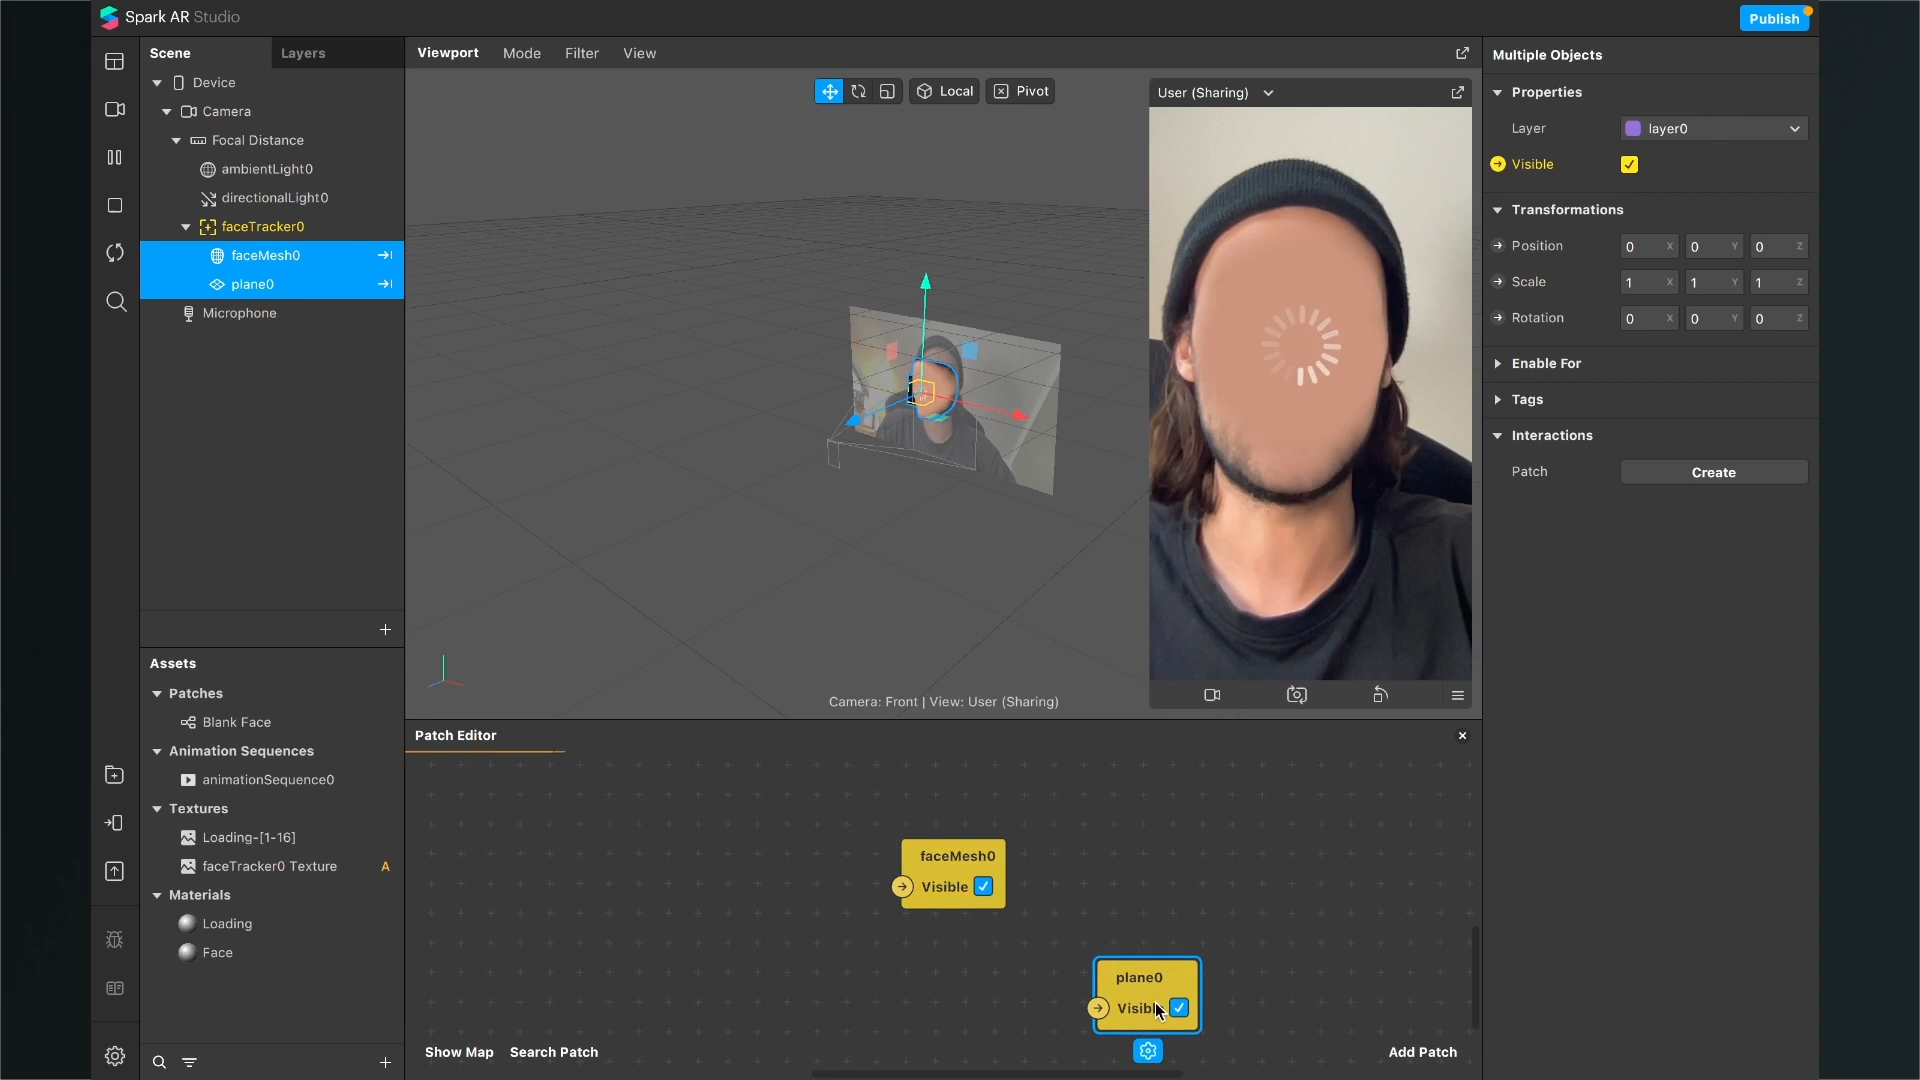 Spark AR Studio
Publish
Scene
Layers
Device
Camera
Focal Distance
ambientLight0
directionalLight0
faceTracker0
faceMesh0
plane0
Microphone
Assets
Patches
Blank Face
Animation Sequences
animationSequence0
Textures
Loading-[1-16]
faceTracker0 Texture A
Materials
Loading
Face
Viewport Mode Filter View
Local
Pivot
User (Sharing)
Camera: Front | View: User (Sharing)
Patch Editor
faceMesh0
Visible
plane0
Visible
Show Map
Search Patch
Add Patch
Multiple Objects
Properties
Layer layer0
Visible
Transformations
Position 0 X 0 Y 0 Z
Scale 1 X 1 Y 1 Z
Rotation 0 X 0 Y 0 Z
Enable For
Tags
Interactions
Patch Create